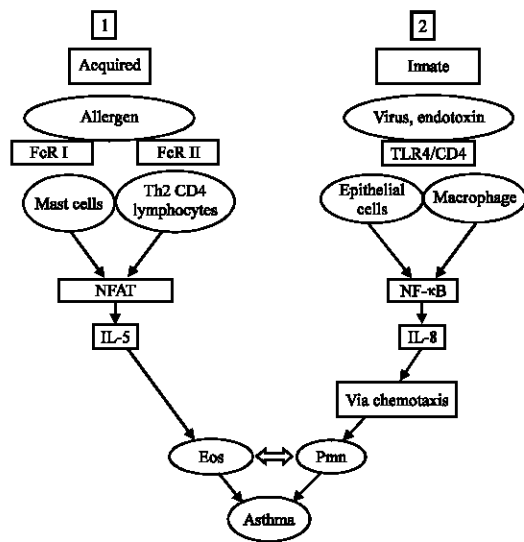 1
2
Acquired
Innate
Allergen
Virus, endotoxin
FcR I
FcR II
TLR4/CD4
Mast cells
Th2 CD4
lymphocytes
Epithelial
cells
Macrophage
NFAT
NF-κB
IL-5
IL-8
Via chemotaxis
Eos
Pmn
Asthma